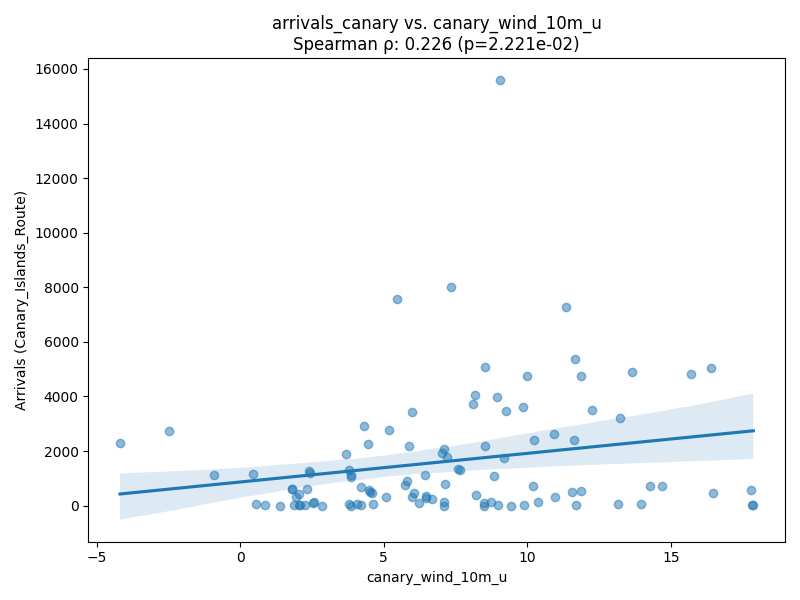 arrivals_canary vs. canary_wind_10m_u
Spearman ρ: 0.226 (p=2.221e-02)
16000
14000
12000
10000
8000
6000
4000
2000
0
Arrivals (Canary_Islands_Route)
−5 0 5 10 15
canary_wind_10m_u